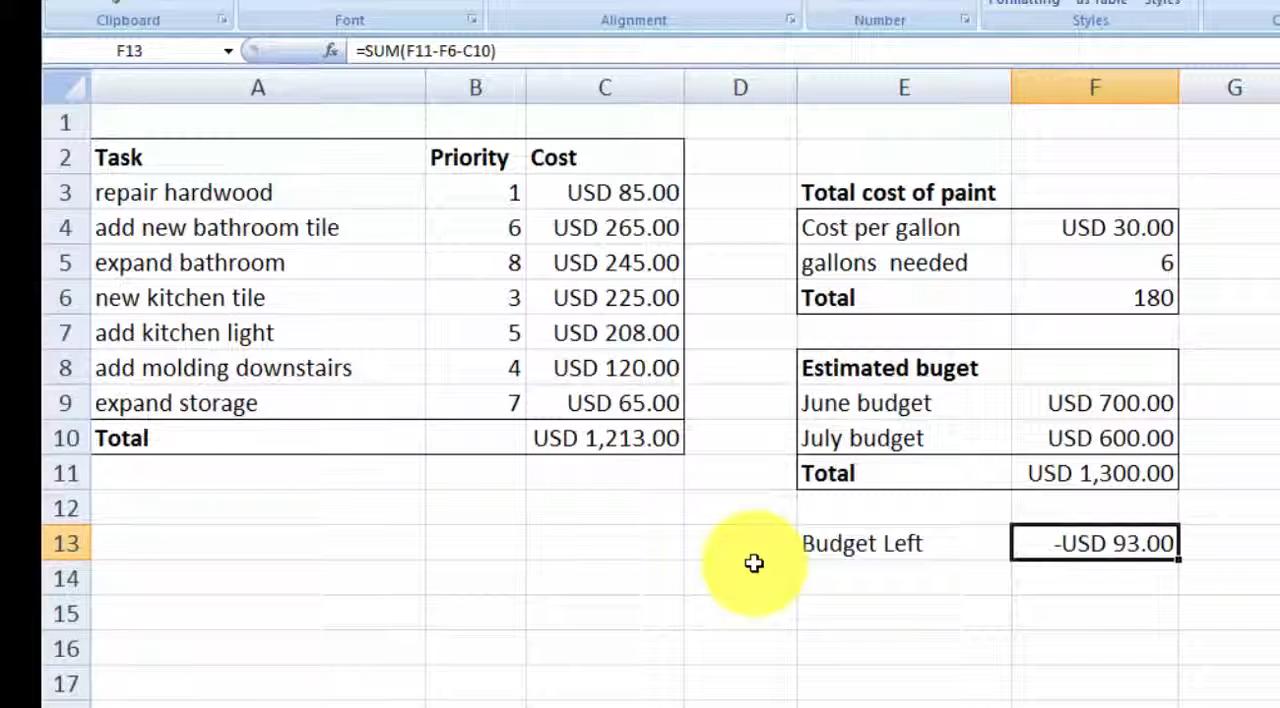 Formatting as Table Styles
Clipboard Font Alignment Number Styles
F13 fx =SUM(F11-F6-C10)
A B C D E F G
1
2 Task Priority Cost
3 repair hardwood 1 USD 85.00 Total cost of paint
4 add new bathroom tile 6 USD 265.00 Cost per gallon USD 30.00
5 expand bathroom 8 USD 245.00 gallons needed 6
6 new kitchen tile 3 USD 225.00 Total 180
7 add kitchen light 5 USD 208.00
8 add molding downstairs 4 USD 120.00 Estimated buget
9 expand storage 7 USD 65.00 June budget USD 700.00
10 Total USD 1,213.00 July budget USD 600.00
11 Total USD 1,300.00
12
13 Budget Left -USD 93.00
14
15
16
17